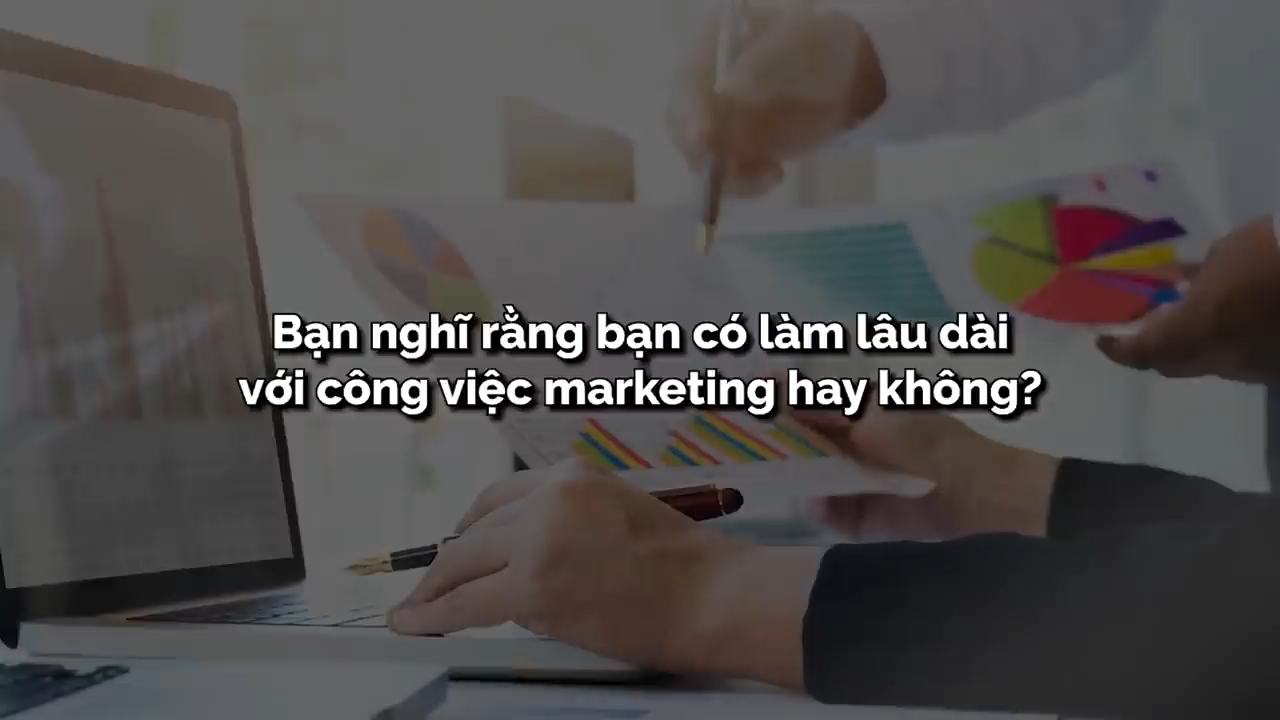 Bạn nghĩ rằng bạn có làm lâu dài
với công việc marketing hay không?